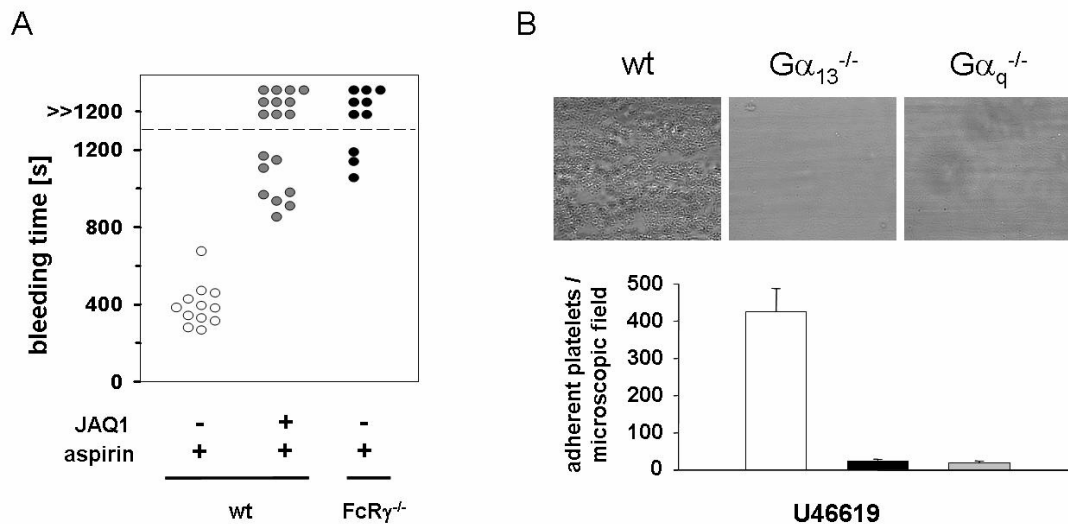 A
>>1200
1200
800
400
0
bleeding time [s]
JAQ1 - + -
aspirin + + +
wt FcRγ-/-
B
wt Gα13-/- Gαq-/-
500
400
300
200
100
0
adherent platelets /
microscopic field
U46619